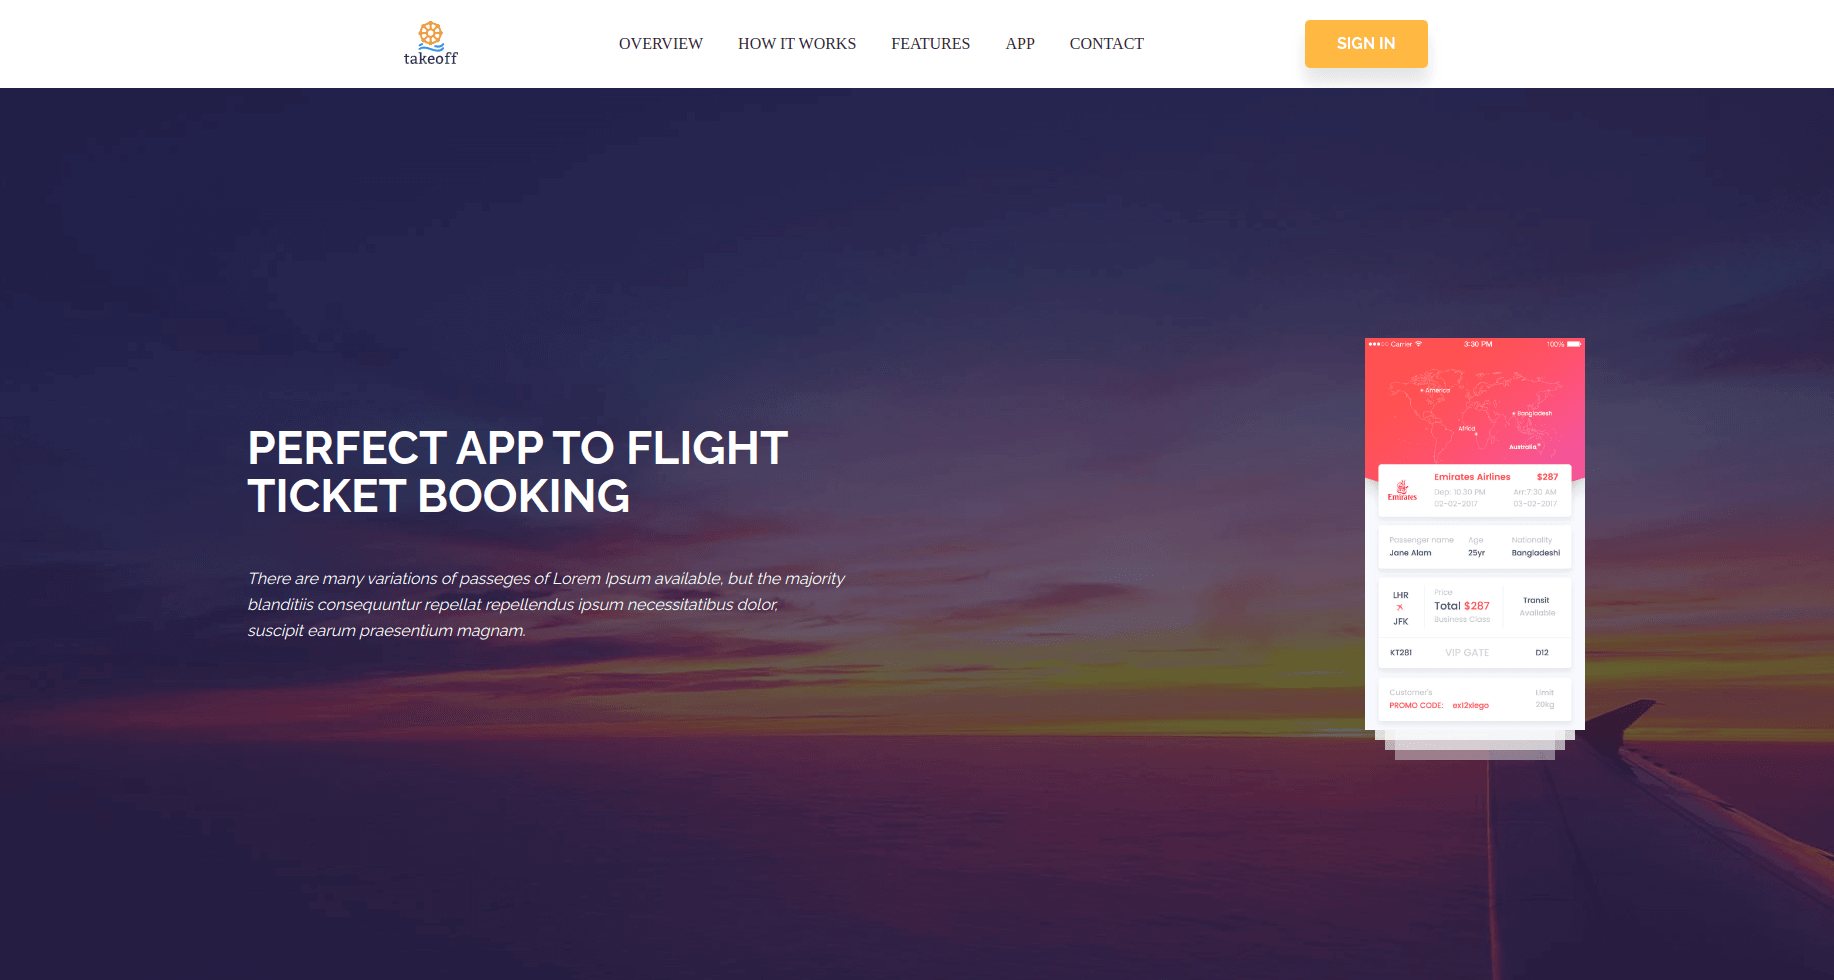 takeoff
OVERVIEW HOW IT WORKS FEATURES APP CONTACT
SIGN IN
PERFECT APP TO FLIGHT
TICKET BOOKING
There are many variations of passeges of Lorem Ipsum available, but the majority
blanditiis consequuntur repellat repellendus ipsum necessitatibus dolor,
suscipit earum praesentium magnam.
Carrier 3:30 PM 100%
America
Bangladesh
Africa
Australia
Emirates Airlines $287
Emirates
Dep: 10:30 PM Arr:7:30 AM
02-02-2017 03-02-2017
Passenger name Age Nationality
Jane Alam 25yr Bangladeshi
LHR
JFK
Price
Total $287
Business Class
Transit
Available
KT281 VIP GATE D12
Customer's Limit
PROMO CODE: ex12xlego 20kg